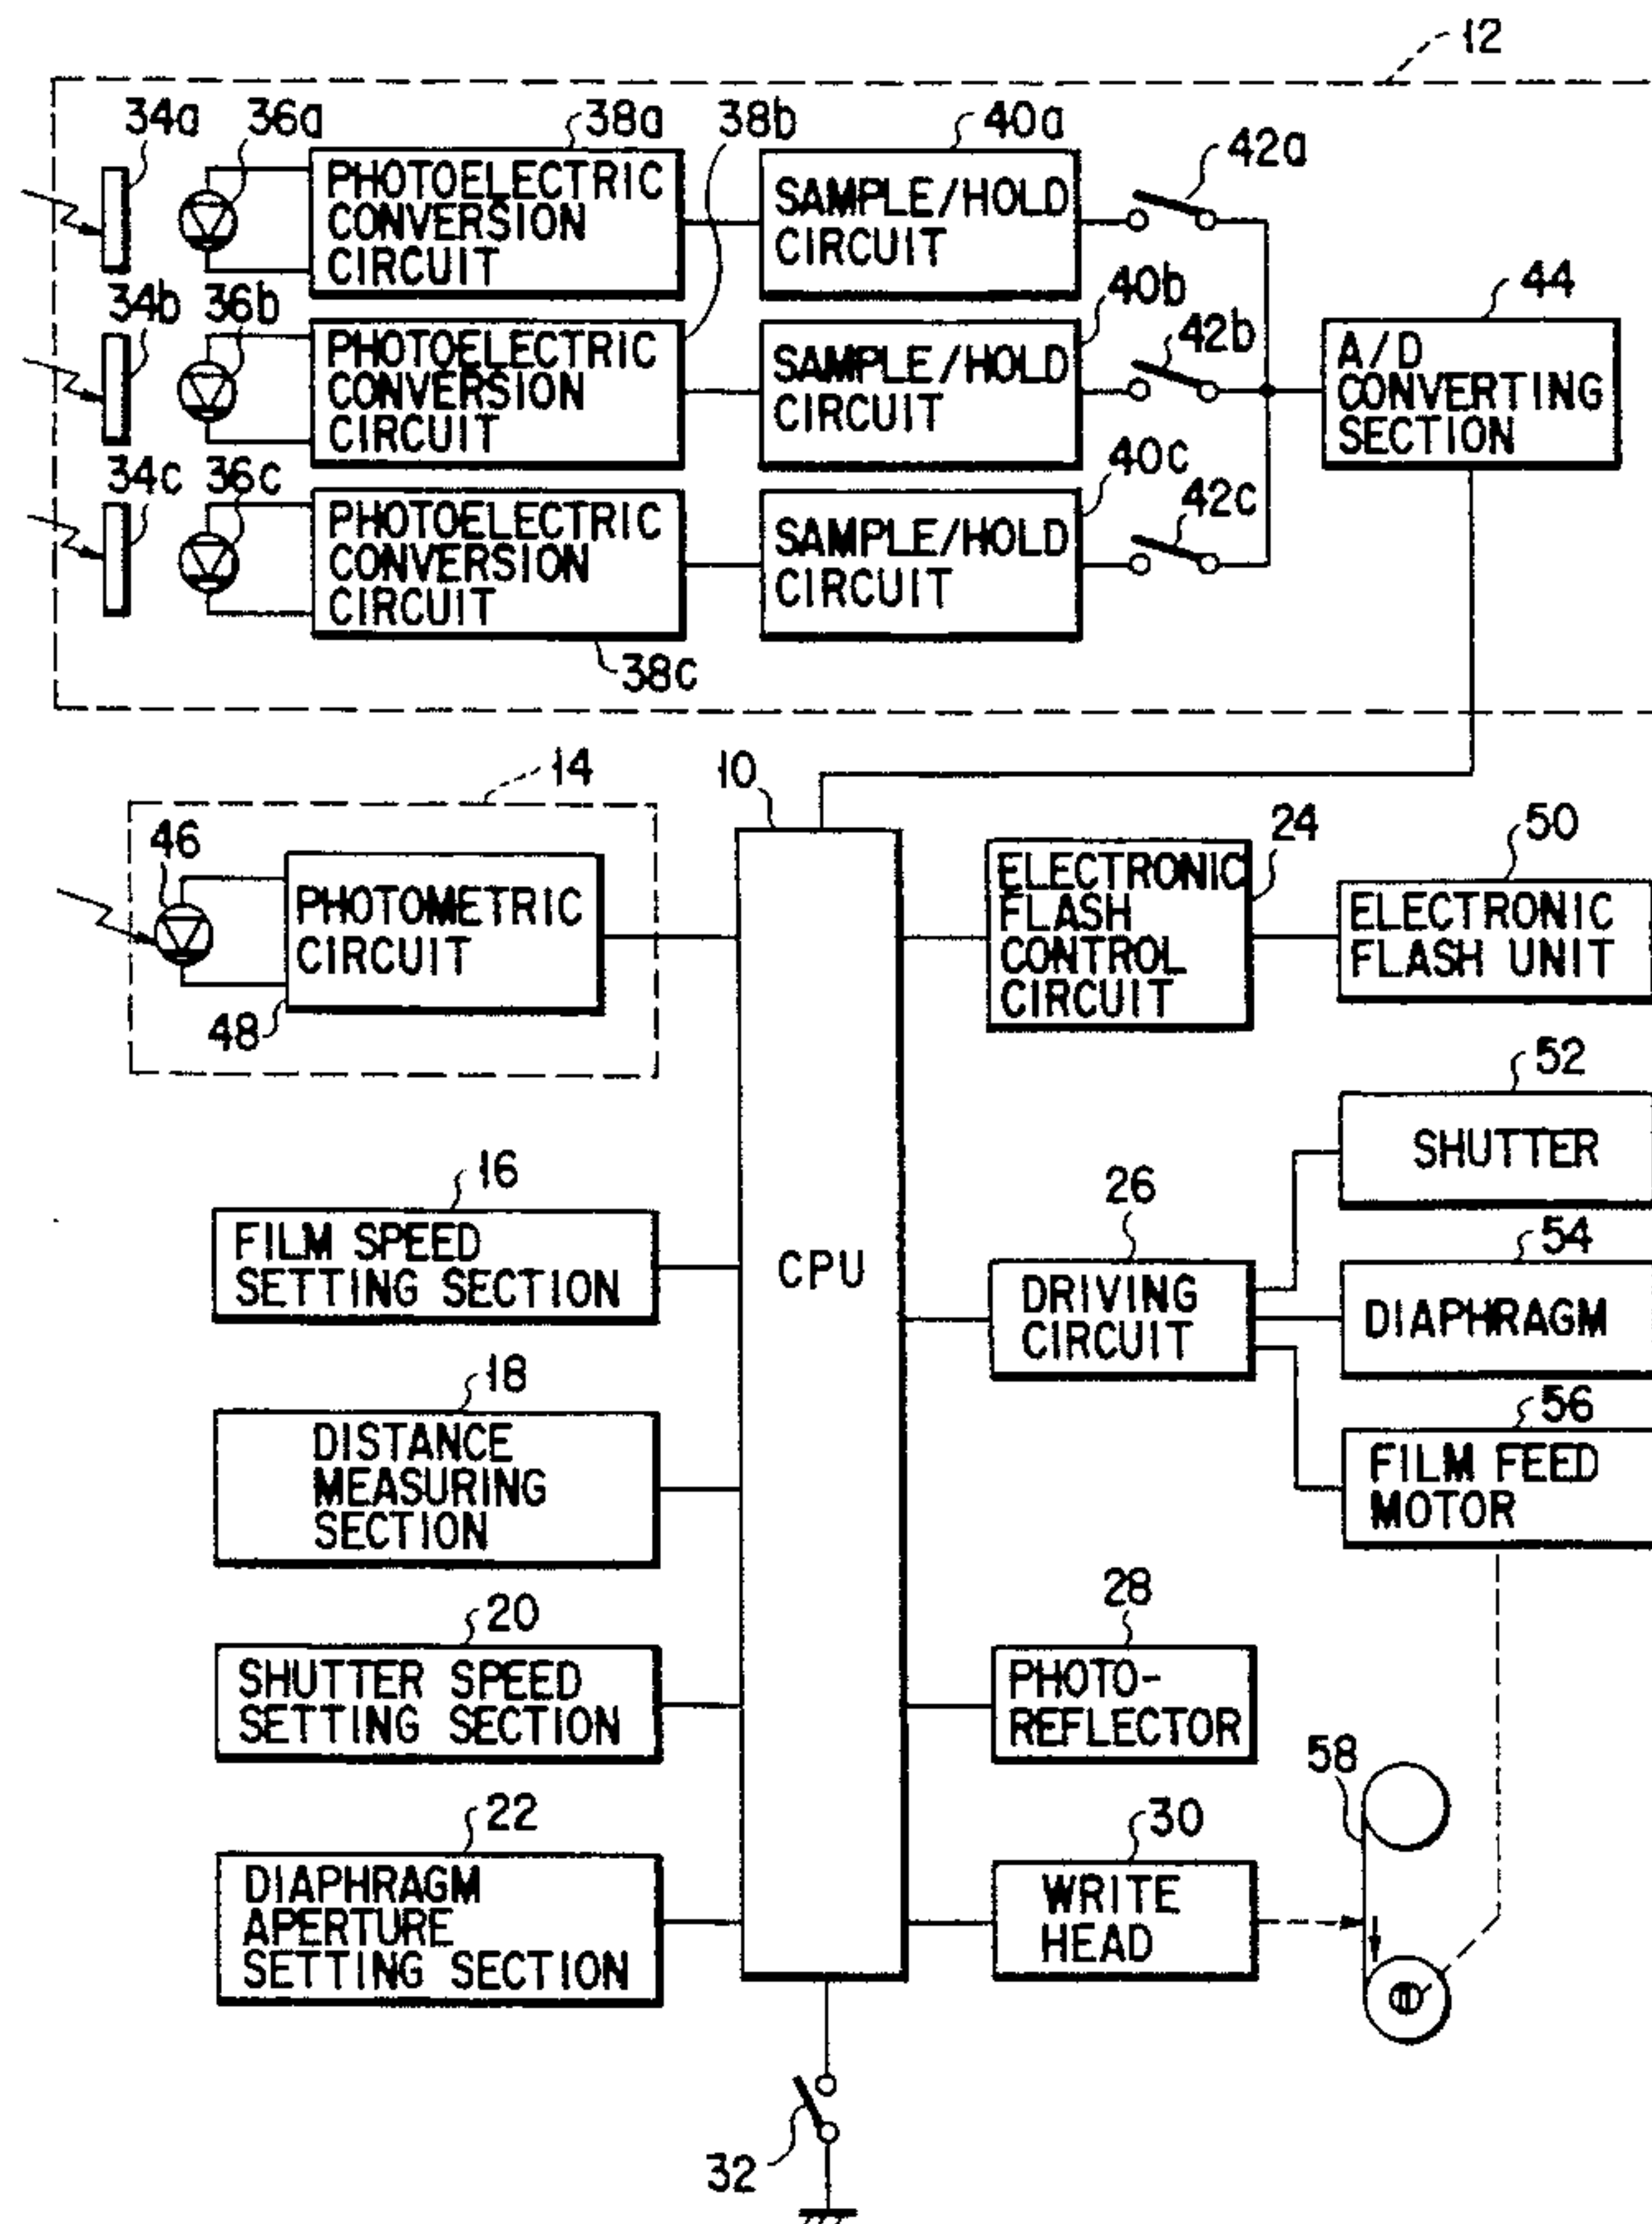 12
34a
36a
38a
38b
40a
42a
PHOTOELECTRIC
CONVERSION
CIRCUIT
SAMPLE/HOLD
CIRCUIT
34b
36b
40b
42b
44
PHOTOELECTRIC
CONVERSION
CIRCUIT
SAMPLE/HOLD
CIRCUIT
A/D
CONVERTING
SECTION
34c
36c
40c
42c
PHOTOELECTRIC
CONVERSION
CIRCUIT
SAMPLE/HOLD
CIRCUIT
38c
14
10
46
PHOTOMETRIC
CIRCUIT
48
24
ELECTRONIC
FLASH
CONTROL
CIRCUIT
50
ELECTRONIC
FLASH UNIT
52
SHUTTER
16
FILM SPEED
SETTING SECTION
CPU
26
DRIVING
CIRCUIT
54
DIAPHRAGM
18
DISTANCE
MEASURING
SECTION
56
FILM FEED
MOTOR
20
SHUTTER SPEED
SETTING SECTION
28
PHOTO-
REFLECTOR
58
22
DIAPHRAGM
APERTURE
SETTING SECTION
30
WRITE
HEAD
32